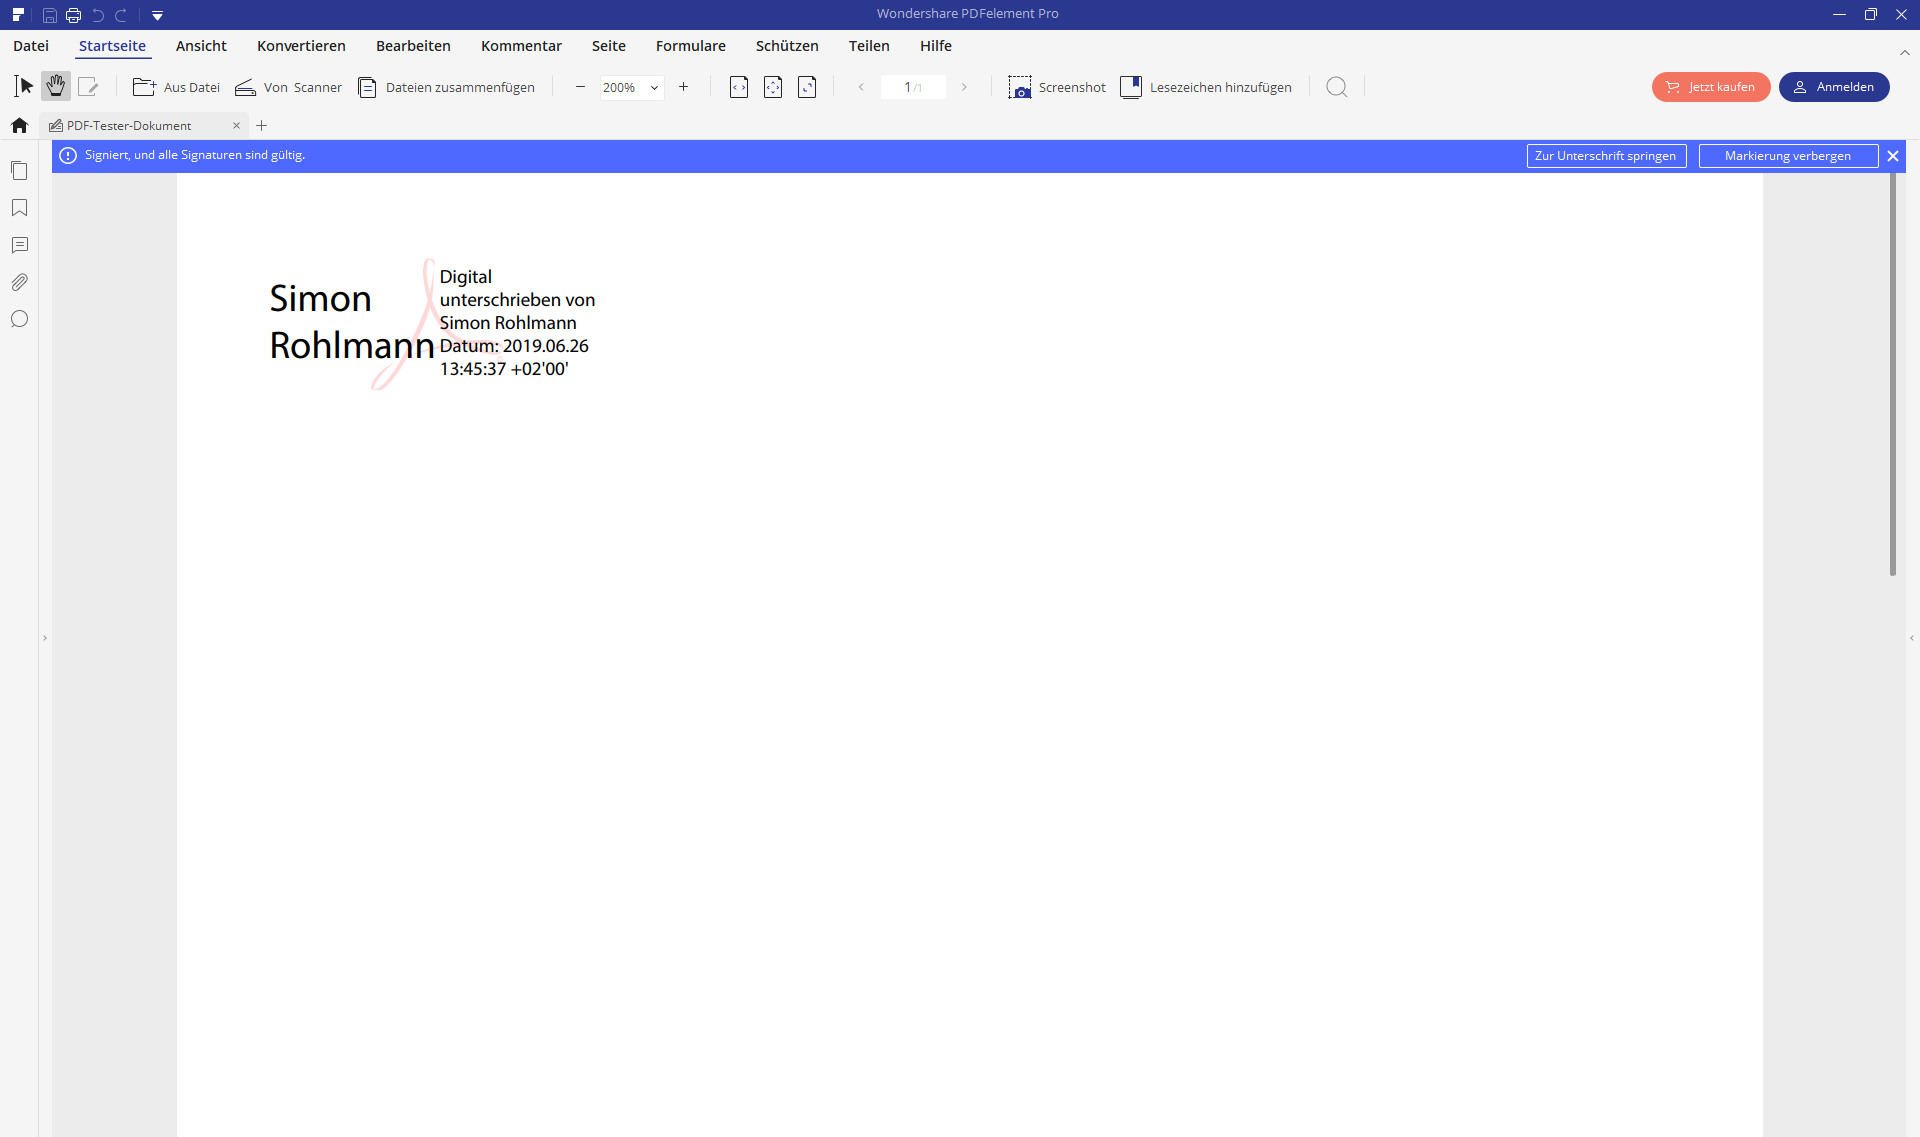 Wondershare PDFelement Pro
Datei Startseite Ansicht Konvertieren Bearbeiten Kommentar Seite Formulare Schützen Teilen Hilfe
Aus Datei Von Scanner Dateien zusammenfügen 200% 1/1 Screenshot Lesezeichen hinzufügen Jetzt kaufen Anmelden
PDF-Tester-Dokument
Signiert, und alle Signaturen sind gültig. Zur Unterschrift springen Markierung verbergen
Simon
Rohlmann
Digital
unterschrieben von
Simon Rohlmann
Datum: 2019.06.26
13:45:37 +02'00'